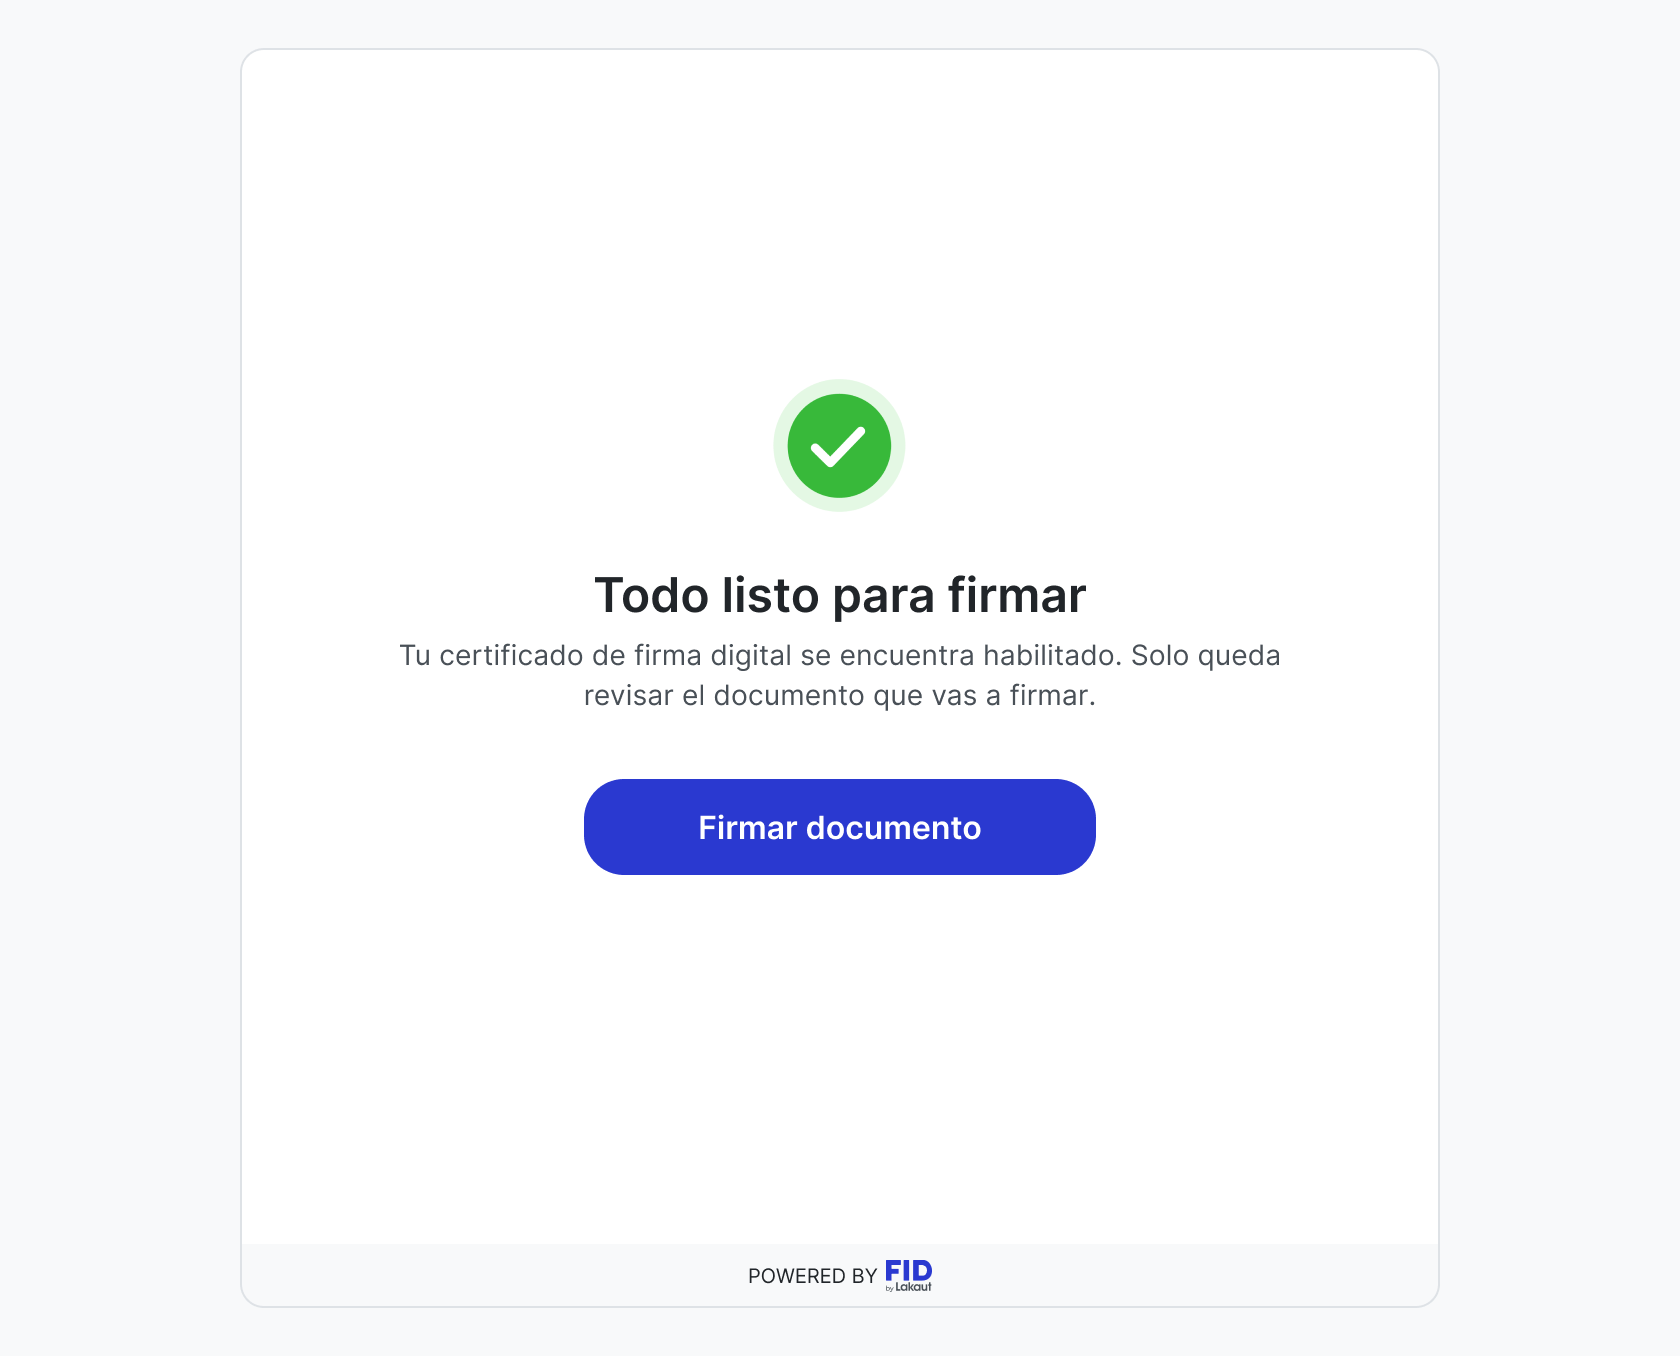 Todo listo para firmar
Tu certificado de firma digital se encuentra habilitado. Solo queda
revisar el documento que vas a firmar.
Firmar documento
POWERED BY FID
by Lakaut